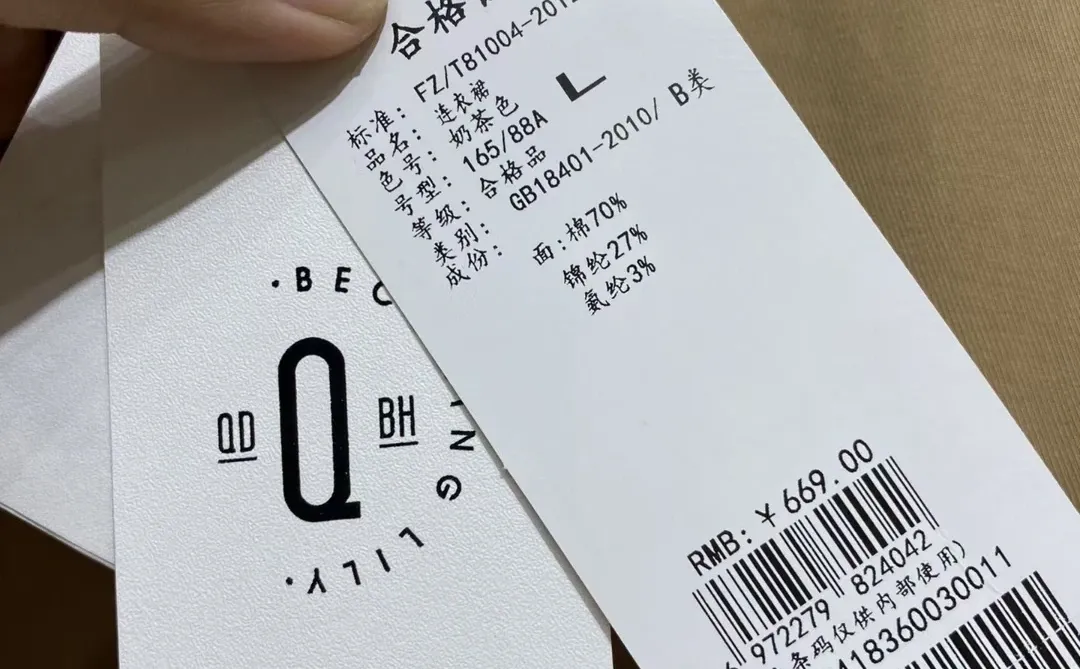 合格
FZ/T81004-201
标准:
品名: 连衣裙
色号: 奶茶色
号型: 165/88A L
等级: 合格品
类别: GB18401-2010/ B类
成份: 面:棉70%
锦纶27%
氨纶3%
RMB: ¥ 669.00
972279 824042
条码仅供内部使用)
18360030011
·BEC
ING LILY·
QD
Q
BH